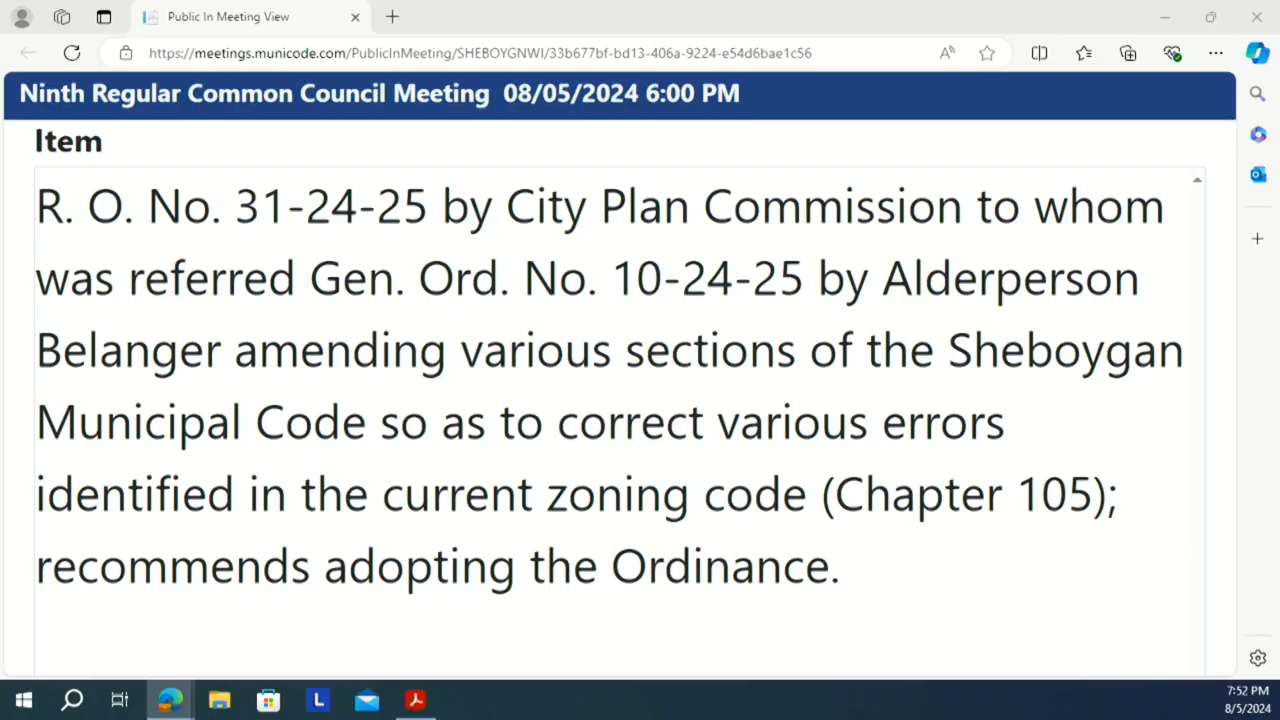 Public In Meeting View
https://meetings.municode.com/PublicInMeeting/SHEBOYGNWI/33b677bf-bd13-406a-9224-e54d6bae1c56
Ninth Regular Common Council Meeting 08/05/2024 6:00 PM
Item
R. O. No. 31-24-25 by City Plan Commission to whom
was referred Gen. Ord. No. 10-24-25 by Alderperson
Belanger amending various sections of the Sheboygan
Municipal Code so as to correct various errors
identified in the current zoning code (Chapter 105);
recommends adopting the Ordinance.
L
7:52 PM
8/5/2024